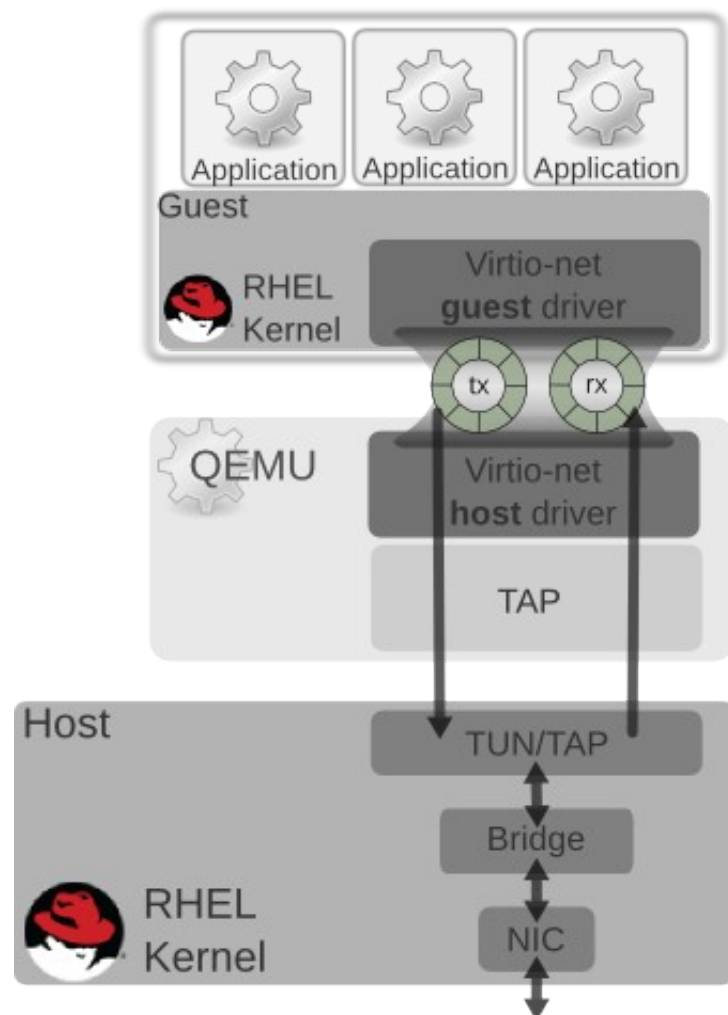 Application
Application
Application
Guest
RHEL
Kernel
Virtio-net
guest driver
tx
rx
QEMU
Virtio-net
host driver
TAP
Host
TUN/TAP
Bridge
RHEL
Kernel
NIC